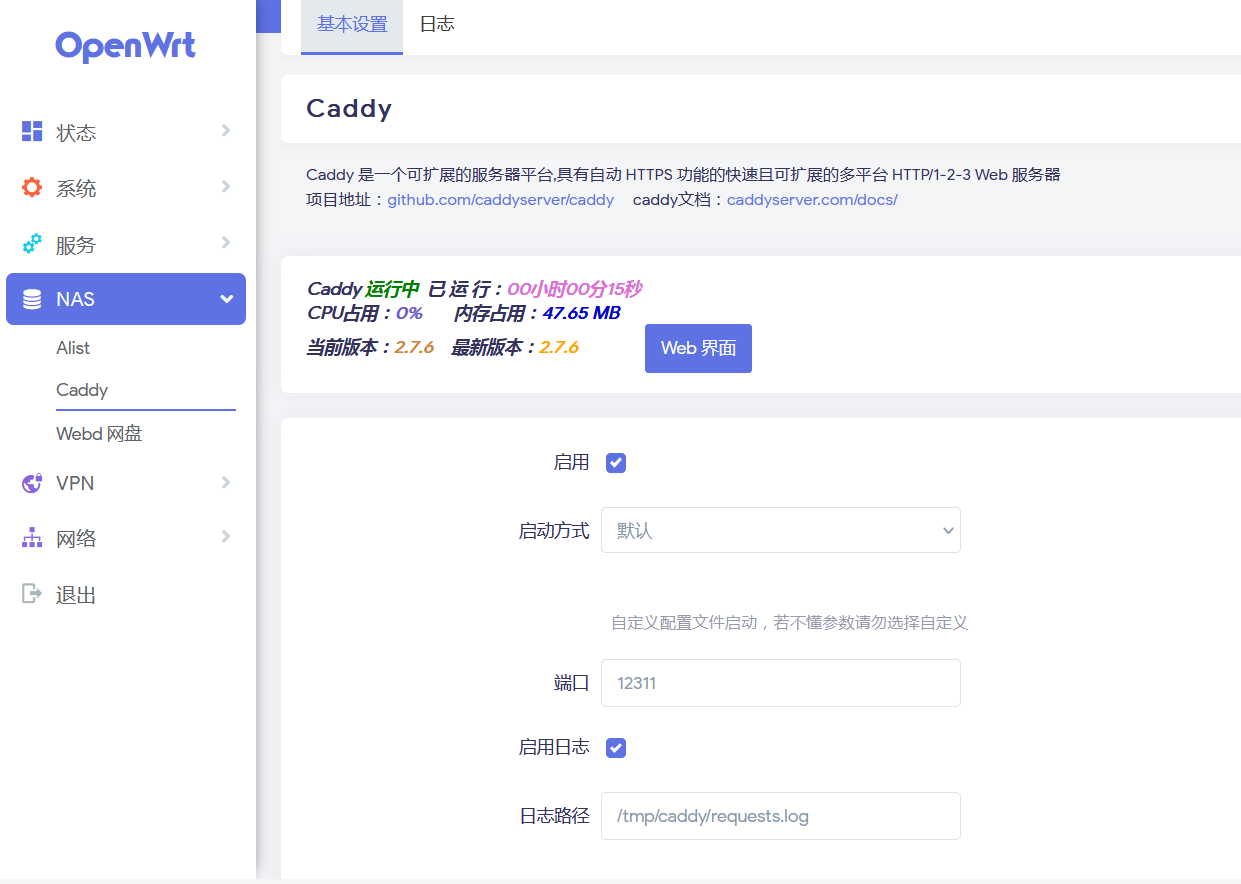 OpenWrt
状态
系统
服务
NAS
Alist
Caddy
Webd 网盘
VPN
网络
退出
基本设置 日志
Caddy
Caddy 是一个可扩展的服务器平台,具有自动 HTTPS 功能的快速且可扩展的多平台 HTTP/1-2-3 Web 服务器
项目地址：github.com/caddyserver/caddy caddy文档：caddyserver.com/docs/
Caddy 运行中 已 运 行：00小时00分15秒
CPU占用：0% 内存占用：47.65 MB
当前版本：2.7.6 最新版本：2.7.6 Web 界面
启用
启动方式 默认
自定义配置文件启动，若不懂参数请勿选择自定义
端口 12311
启用日志
日志路径 /tmp/caddy/requests.log